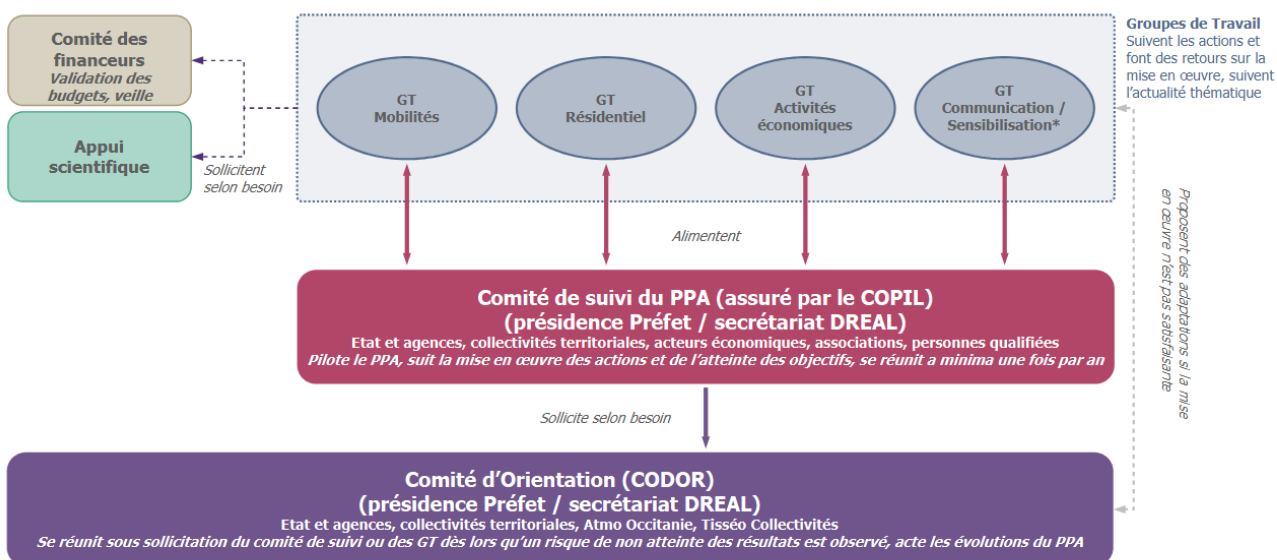 Comité des
financeurs
Validation des
budgets, veille
Appui
scientifique
Sollicitent
selon besoin
GT
Mobilités
GT
Résidentiel
GT
Activités
économiques
GT
Communication /
Sensibilisation*
Groupes de Travail
Suivent les actions et
font des retours sur la
mise en œuvre, suivent
l'actualité thématique
Alimentent
Proposent des adaptations si la mise
en œuvre n'est pas satisfaisante
Comité de suivi du PPA (assuré par le COPIL)
(présidence Préfet / secrétariat DREAL)
Etat et agences, collectivités territoriales, acteurs économiques, associations, personnes qualifiées
Pilote le PPA, suit la mise en œuvre des actions et de l'atteinte des objectifs, se réunit a minima une fois par an
Sollicite selon besoin
Comité d'Orientation (CODOR)
(présidence Préfet / secrétariat DREAL)
Etat et agences, collectivités territoriales, Atmo Occitanie, Tisséo Collectivités
Se réunit sous sollicitation du comité de suivi ou des GT dès lors qu'un risque de non atteinte des résultats est observé, acte les évolutions du PPA